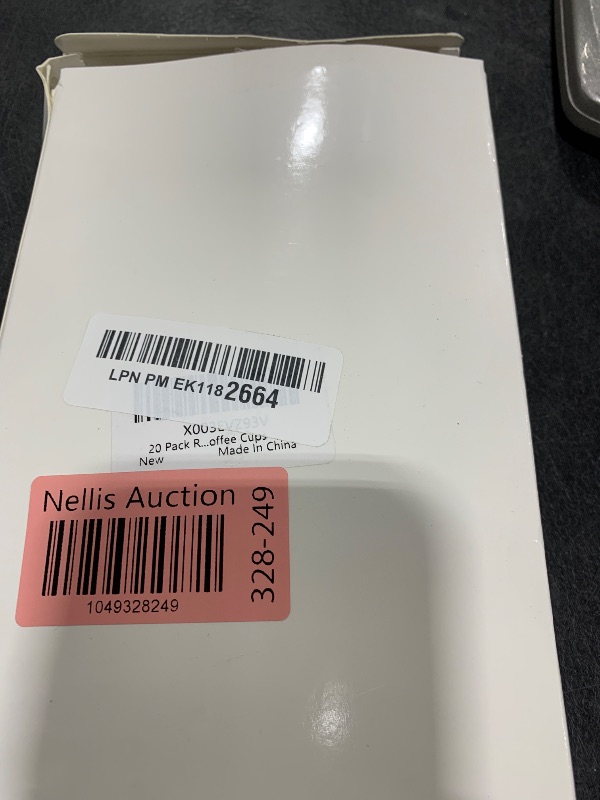 LPN PM EK1182664
20 Pack R...offee Cups
New Made In China
Nellis Auction
1049328249
328-249